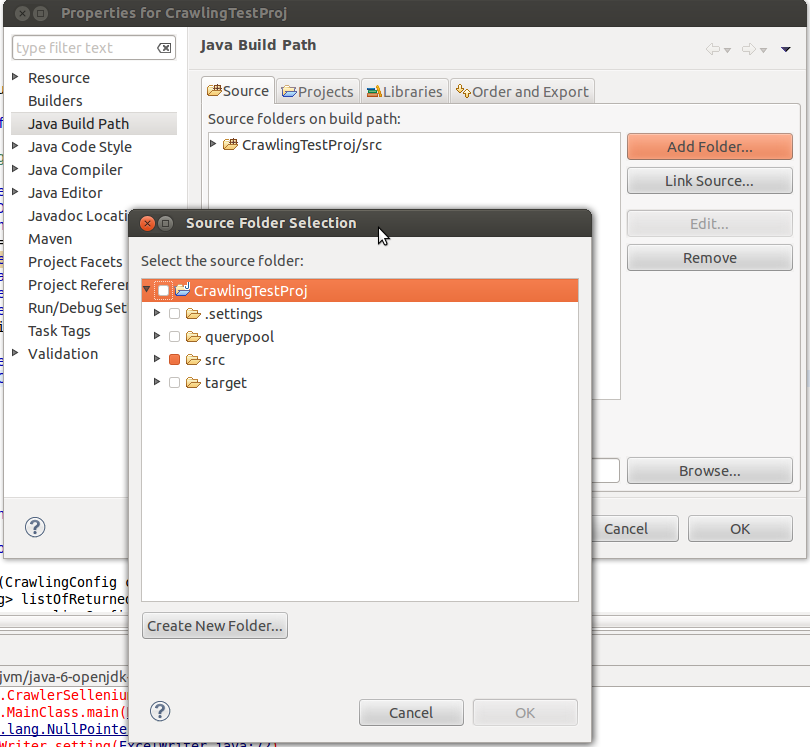 Properties for CrawlingTestProj
type filter text
Resource
Builders
Java Build Path
Java Code Style
Java Compiler
Java Editor
Javadoc Locati
Maven
Project Facets
Project Referen
Run/Debug Set
Task Tags
Validation
Java Build Path
Source
Projects
Libraries
Order and Export
Source folders on build path:
CrawlingTestProj/src
Add Folder...
Link Source...
Edit...
Remove
Browse...
Cancel
OK
Source Folder Selection
Select the source folder:
CrawlingTestProj
.settings
querypool
src
target
Create New Folder...
Cancel
OK
(CrawlingConfig
g> listOfReturned
jvm/java-6-openjdk-
.CrawlerSelleniu
.MainClass.main(
.lang.NullPointe
Writer.setting(ExcelWriter.java:72)